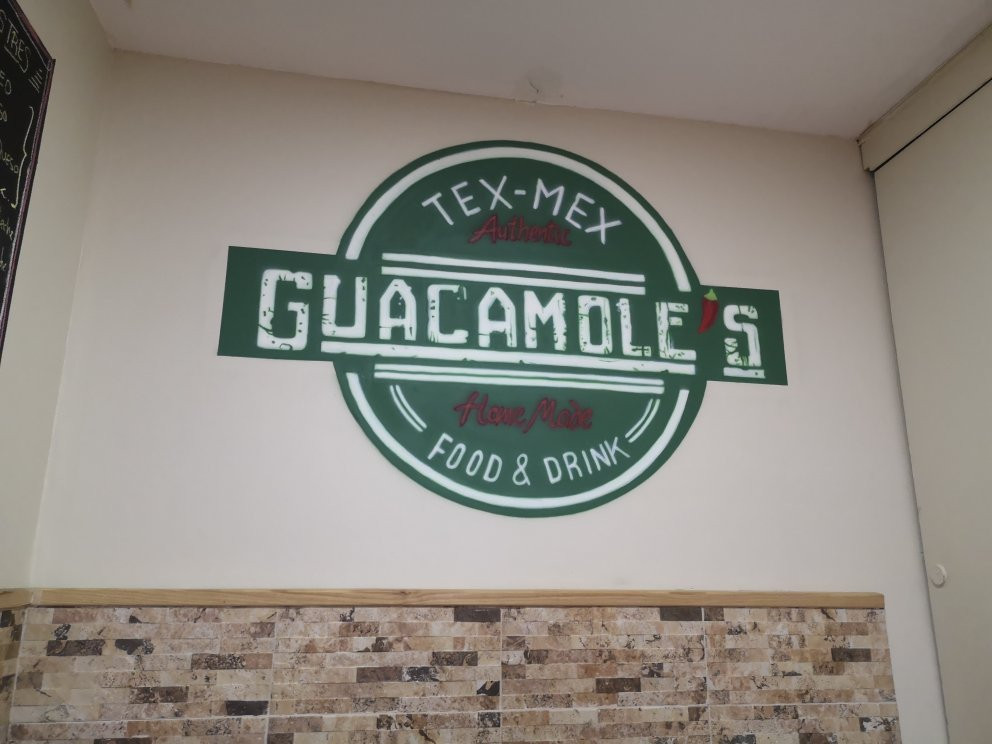 TEX-MEX
Authentic
GUACAMOLE'S
Home Made
FOOD & DRINK